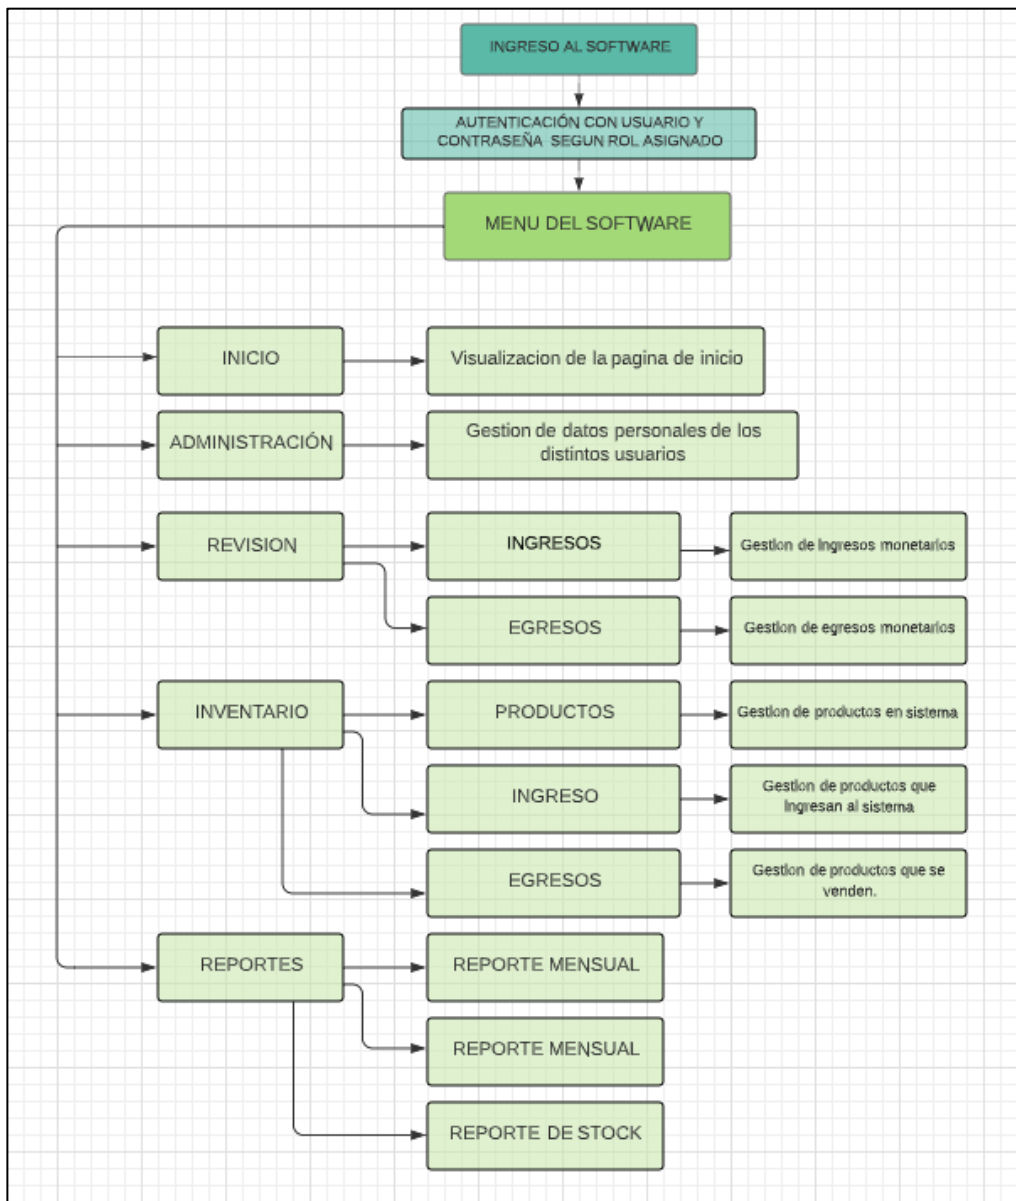 INGRESO AL SOFTWARE
AUTENTICACIÓN CON USUARIO Y
CONTRASEÑA SEGUN ROL ASIGNADO
MENU DEL SOFTWARE
INICIO
Visualizacion de la pagina de inicio
ADMINISTRACIÓN
Gestion de datos personales de los
distintos usuarios
REVISION
INGRESOS
Gestion de ingresos monetarios
EGRESOS
Gestion de egresos monetarios
INVENTARIO
PRODUCTOS
Gestion de productos en sistema
INGRESO
Gestion de productos que
ingresan al sistema
EGRESOS
Gestion de productos que se
venden.
REPORTES
REPORTE MENSUAL
REPORTE MENSUAL
REPORTE DE STOCK